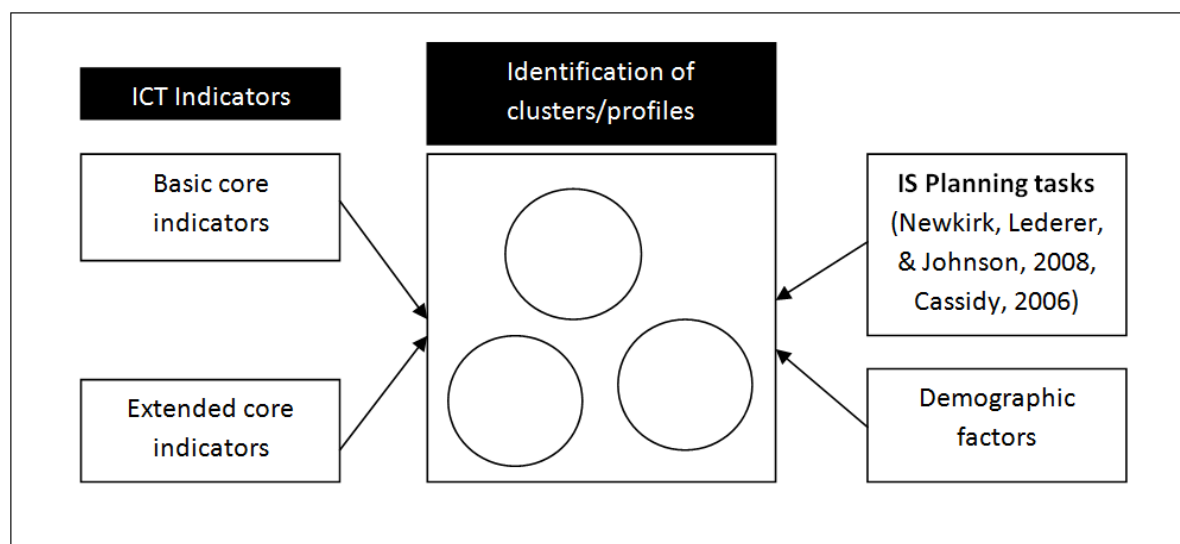 ICT Indicators
Basic core
indicators
Extended core
indicators
Identification of
clusters/profiles
IS Planning tasks
(Newkirk, Lederer,
& Johnson, 2008,
Cassidy, 2006)
Demographic
factors